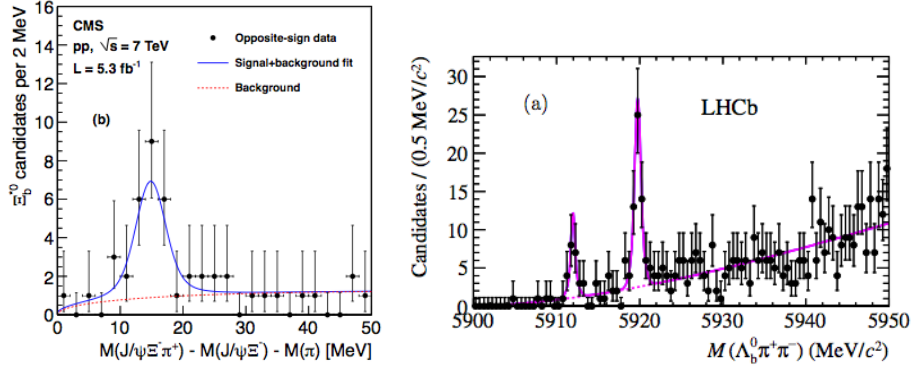 CMS
pp, √s = 7 TeV
L = 5.3 fb⁻¹
Opposite-sign data
Signal+background fit
Background
(b)
Ξ_b^{*0} candidates per 2 MeV
16
14
12
10
8
6
4
2
0
0 10 20 30 40 50
M(J/ψΞ⁻π⁺) - M(J/ψΞ⁻) - M(π) [MeV]
(a)
LHCb
Candidates / (0.5 MeV/c²)
30
25
20
15
10
5
0
5900 5910 5920 5930 5940 5950
M(Λ_b^0 π⁺π⁻) (MeV/c²)